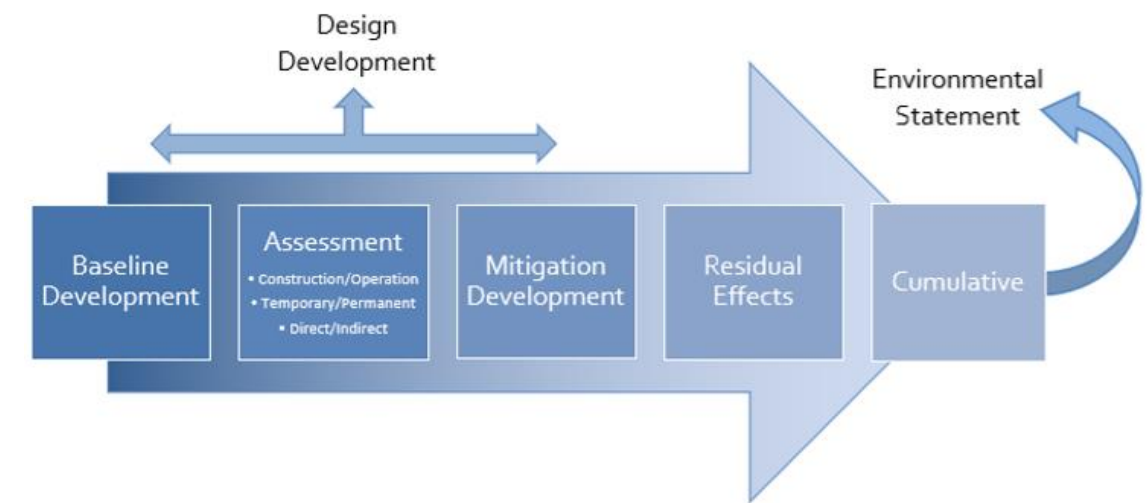 Design
Development
Environmental
Statement
Baseline
Development
Assessment
▪ Construction/Operation
▪ Temporary/Permanent
▪ Direct/Indirect
Mitigation
Development
Residual
Effects
Cumulative